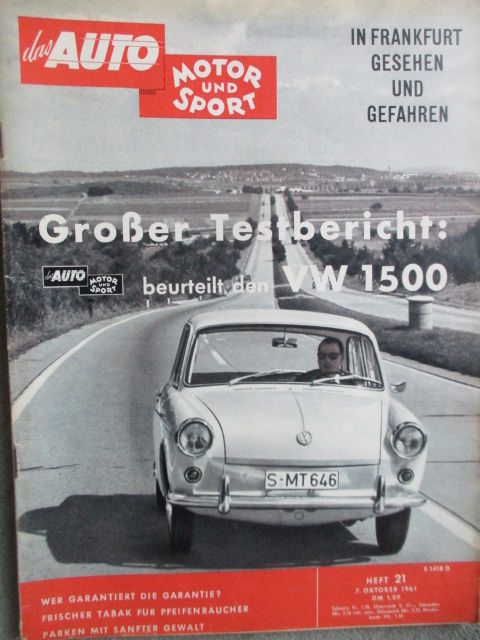 das AUTO
MOTOR
UND
SPORT
IN FRANKFURT
GESEHEN
UND
GEFAHREN
Großer Testbericht:
das AUTO
MOTOR
UND
SPORT
beurteilt den VW 1500
S-MT 646
E 1418 D
HEFT 21
7. OKTOBER 1961
DM 1.50
WER GARANTIERT DIE GARANTIE?
FRISCHER TABAK FÜR PFEIFENRAUCHER
PARKEN MIT SANFTER GEWALT